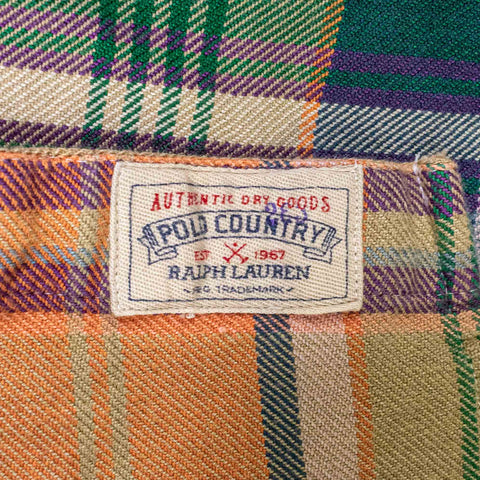 AUTHENTIC DRY GOODS
POLO COUNTRY
EST 1967
RALPH LAUREN
REG. TRADEMARK